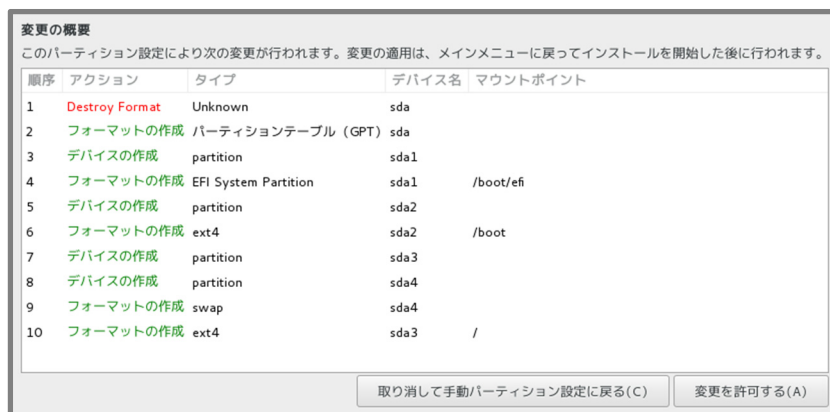 変更の概要
このパーティション設定により次の変更が行われます。変更の適用は、メインメニューに戻ってインストールを開始した後に行われます。
順序 アクション タイプ デバイス名 マウントポイント
1 Destroy Format Unknown sda
2 フォーマットの作成 パーティションテーブル（GPT） sda
3 デバイスの作成 partition sda1
4 フォーマットの作成 EFI System Partition sda1 /boot/efi
5 デバイスの作成 partition sda2
6 フォーマットの作成 ext4 sda2 /boot
7 デバイスの作成 partition sda3
8 デバイスの作成 partition sda4
9 フォーマットの作成 swap sda4
10 フォーマットの作成 ext4 sda3 /
取り消して手動パーティション設定に戻る(C) 変更を許可する(A)